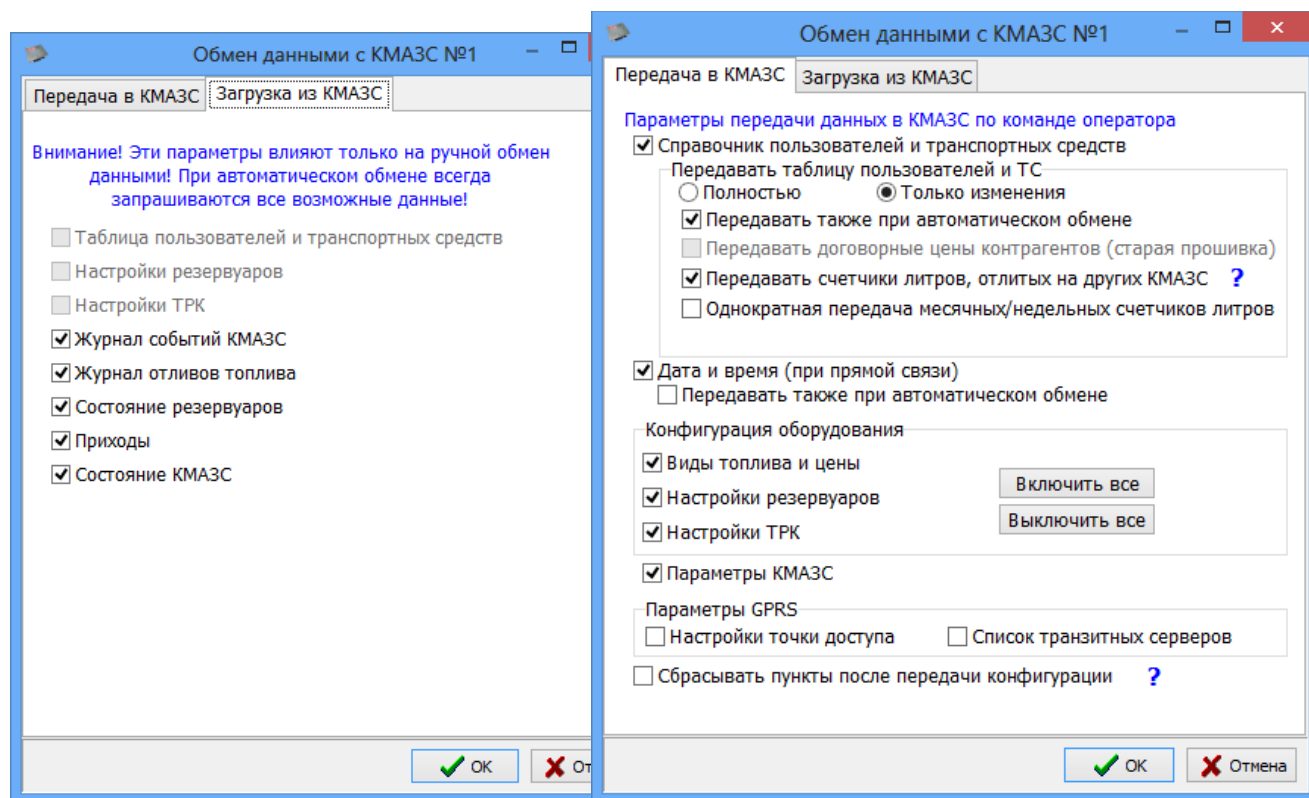 Обмен данными с КМАЗС №1
Передача в КМАЗС
Загрузка из КМАЗС
Внимание! Эти параметры влияют только на ручной обмен
данными! При автоматическом обмене всегда
запрашиваются все возможные данные!
Таблица пользователей и транспортных средств
Настройки резервуаров
Настройки ТРК
Журнал событий КМАЗС
Журнал отливов топлива
Состояние резервуаров
Приходы
Состояние КМАЗС
ОК
От
Обмен данными с КМАЗС №1
Передача в КМАЗС
Загрузка из КМАЗС
Параметры передачи данных в КМАЗС по команде оператора
Справочник пользователей и транспортных средств
Передавать таблицу пользователей и ТС
Полностью
Только изменения
Передавать также при автоматическом обмене
Передавать договорные цены контрагентов (старая прошивка)
Передавать счетчики литров, отлитых на других КМАЗС ?
Однократная передача месячных/недельных счетчиков литров
Дата и время (при прямой связи)
Передавать также при автоматическом обмене
Конфигурация оборудования
Виды топлива и цены
Настройки резервуаров
Настройки ТРК
Включить все
Выключить все
Параметры КМАЗС
Параметры GPRS
Настройки точки доступа
Список транзитных серверов
Сбрасывать пункты после передачи конфигурации ?
ОК
Отмена